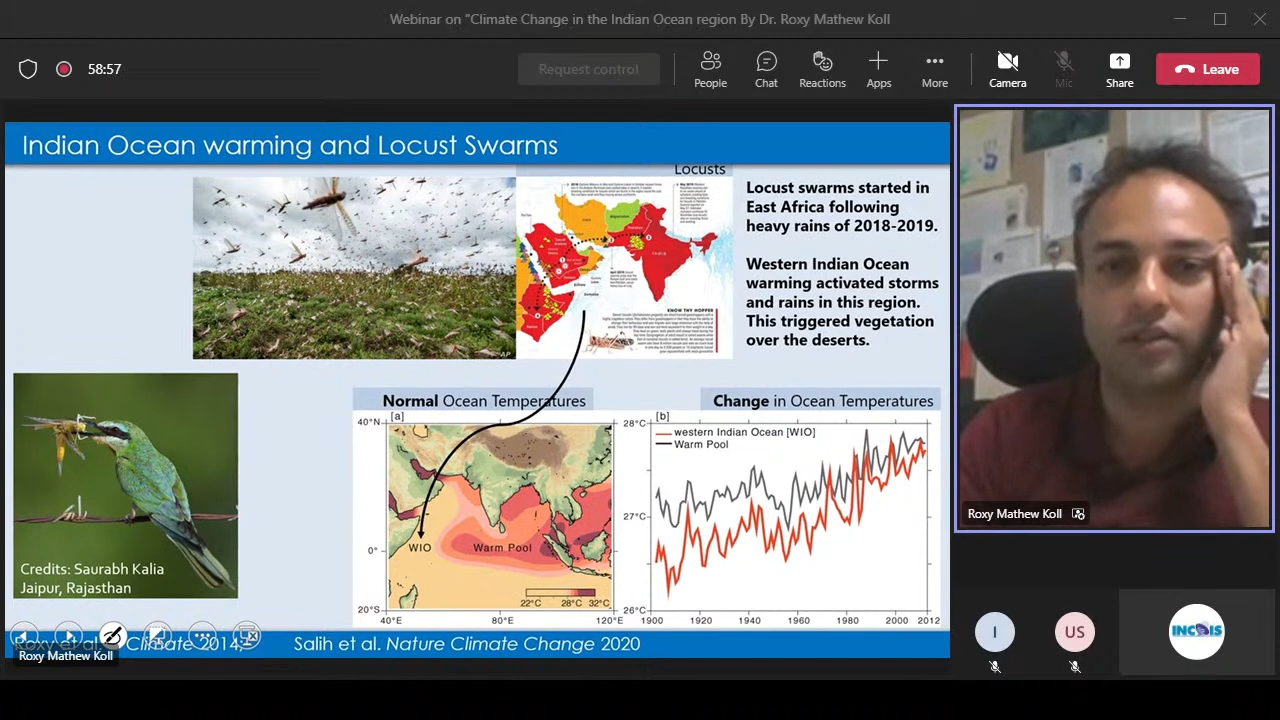 Webinar on "Climate Change in the Indian Ocean region By Dr. Roxy Mathew Koll
58:57
Request control
People
Chat
Reactions
Apps
More
Camera
Mic
Share
Leave
Indian Ocean warming and Locust Swarms
Locusts
AP
INDIA
KNOW THY HOPPER
Locust swarms started in
East Africa following
heavy rains of 2018-2019.
Western Indian Ocean
warming activated storms
and rains in this region.
This triggered vegetation
over the deserts.
Credits: Saurabh Kalia
Jaipur, Rajasthan
Normal Ocean Temperatures
[a]
40°N
0°
20°S
40°E
80°E
120°E
WIO
Warm Pool
22°C
28°C
32°C
Change in Ocean Temperatures
[b]
28°C
27°C
26°C
western Indian Ocean [WIO]
Warm Pool
1900
1920
1940
1960
1980
2000
2012
Roxy et al. Climate 2014,
Salih et al. Nature Climate Change 2020
Roxy Mathew Koll
Roxy Mathew Koll
I
US
INCOIS